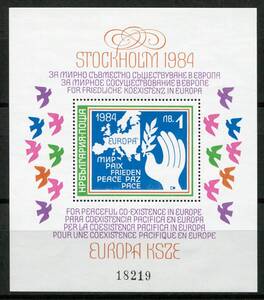 STOCKHOLM 1984
ЗА МИРНО СЪВМЕСТНО СЪЩЕСТВУВАНЕ В ЕВРОПА
ЗА МИРНОЕ СОСУЩЕСТВОВАНИЕ В ЕВРОПЕ
FÜR FRIEDLICHE KOEXISTENZ IN EUROPA
1984
ЛВ. 1
НР БЪЛГАРИЯ ПОЩА
EUROPA
МИР PAIX
FRIEDEN
PEACE PAZ
PACE
FOR PEACEFUL CO-EXISTENCE IN EUROPE
PARA COEXISTENCIA PACIFICA EN EUROPA
PER LA COESISTENZA PACIFICA IN EUROPA
POUR UNE COEXISTENCE PACIFIQUE EN EUROPE
EUROPA KSZE
18219